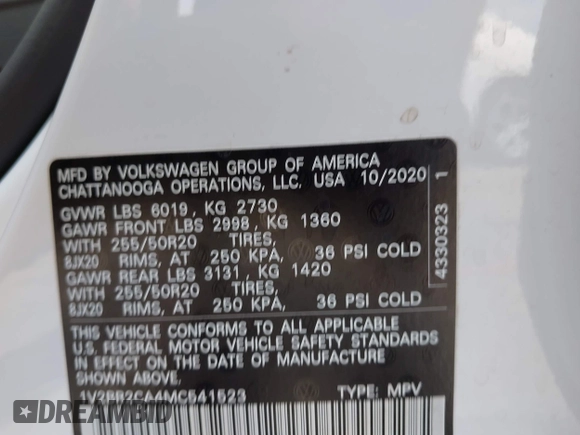 MFD BY VOLKSWAGEN GROUP OF AMERICA
CHATTANOOGA OPERATIONS, LLC. USA 10/2020
GVWR LBS 6019, KG 2730
GAWR FRONT LBS 2998, KG 1360
WITH 255/50R20 TIRES,
8JX20 RIMS, AT 250 KPA, 36 PSI COLD
GAWR REAR LBS 3131, KG 1420
WITH 255/50R20 TIRES,
8JX20 RIMS, AT 250 KPA, 36 PSI COLD
THIS VEHICLE CONFORMS TO ALL APPLICABLE
U.S. FEDERAL MOTOR VEHICLE SAFETY STANDARDS
IN EFFECT ON THE DATE OF MANUFACTURE
TYPE: MPV
4330323 1
DREAMBID